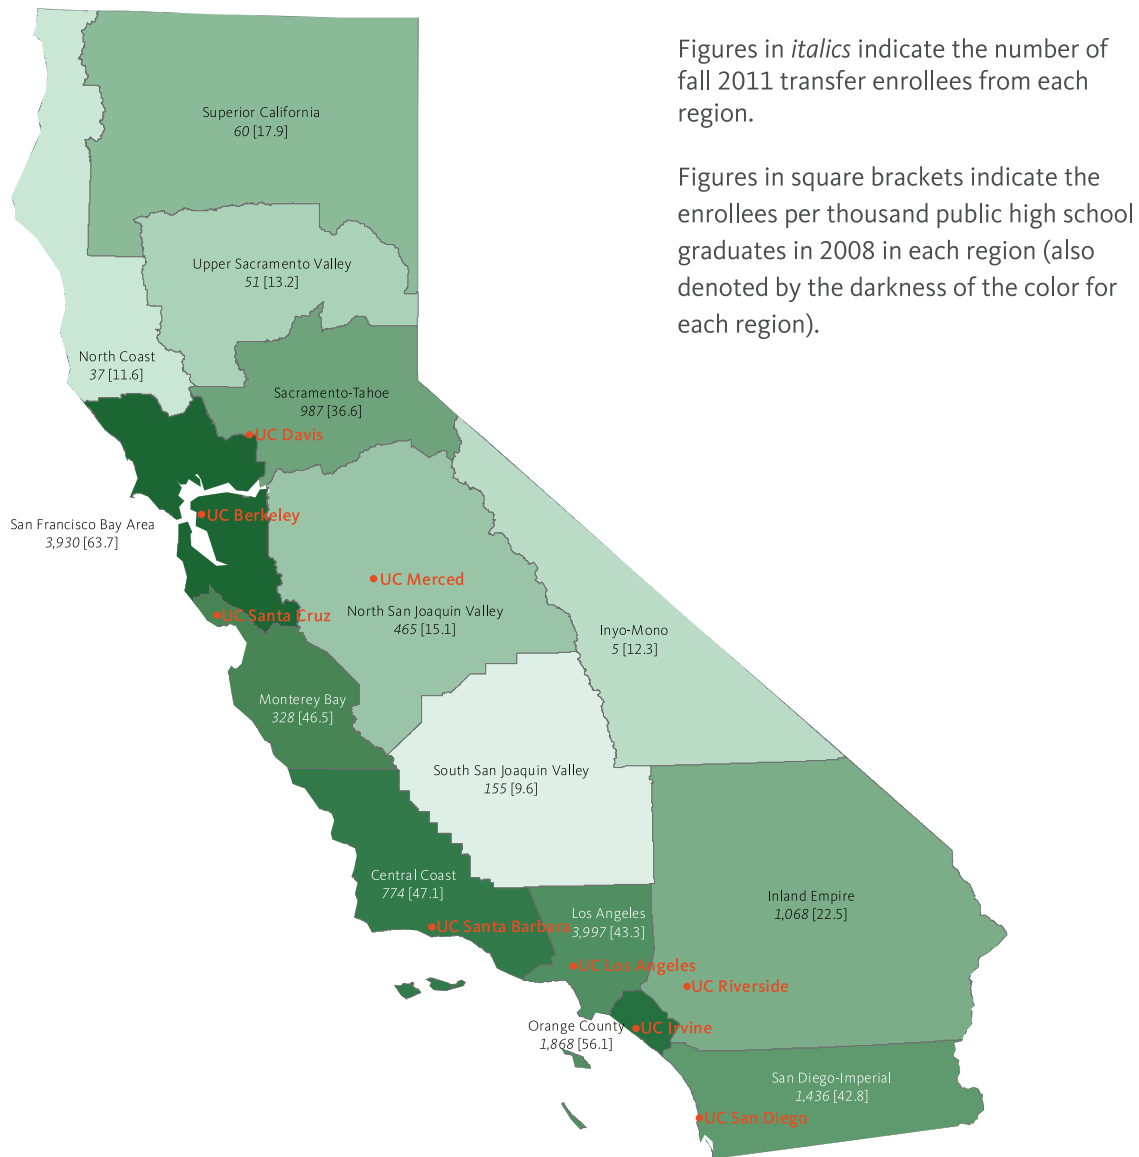 Figures in italics indicate the number of
fall 2011 transfer enrollees from each
region.
Figures in square brackets indicate the
enrollees per thousand public high school
graduates in 2008 in each region (also
denoted by the darkness of the color for
each region).
Superior California
60 [17.9]
Upper Sacramento Valley
51 [13.2]
North Coast
37 [11.6]
Sacramento-Tahoe
987 [36.6]
UC Davis
UC Berkeley
San Francisco Bay Area
3,930 [63.7]
UC Merced
North San Joaquin Valley
465 [15.1]
UC Santa Cruz
Inyo-Mono
5 [12.3]
Monterey Bay
328 [46.5]
South San Joaquin Valley
155 [9.6]
Central Coast
774 [47.1]
Inland Empire
1,068 [22.5]
Los Angeles
3,997 [43.3]
UC Santa Barbara
UC Los Angeles
UC Riverside
Orange County
1,868 [56.1]
UC Irvine
San Diego-Imperial
1,436 [42.8]
UC San Diego